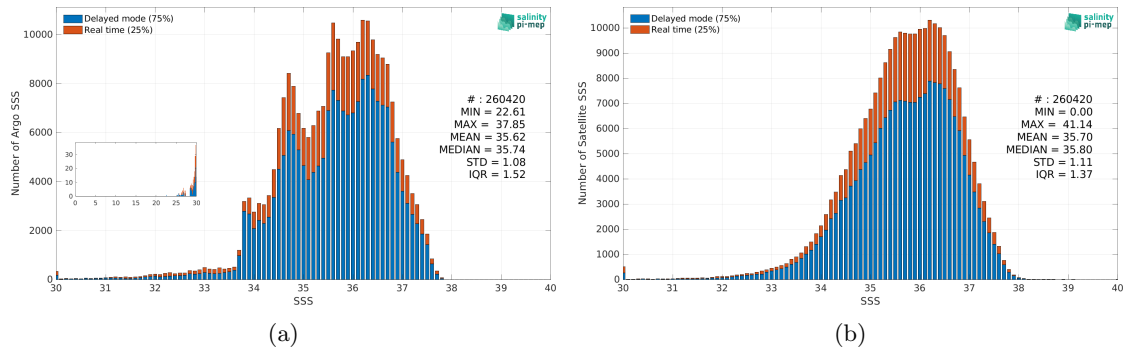 Delayed mode (75%)
Real time (25%)
salinity
pi-mep
Number of Argo SSS
10000
8000
6000
4000
2000
0
# : 260420
MIN = 22.61
MAX = 37.85
MEAN = 35.62
MEDIAN = 35.74
STD = 1.08
IQR = 1.52
30
20
10
0
0 5 10 15 20 25 30
30 31 32 33 34 35 36 37 38 39 40
SSS
(a)
Delayed mode (75%)
Real time (25%)
salinity
pi-mep
Number of Satellite SSS
10000
9000
8000
7000
6000
5000
4000
3000
2000
1000
0
# : 260420
MIN = 0.00
MAX = 41.14
MEAN = 35.70
MEDIAN = 35.80
STD = 1.11
IQR = 1.37
30 31 32 33 34 35 36 37 38 39 40
SSS
(b)